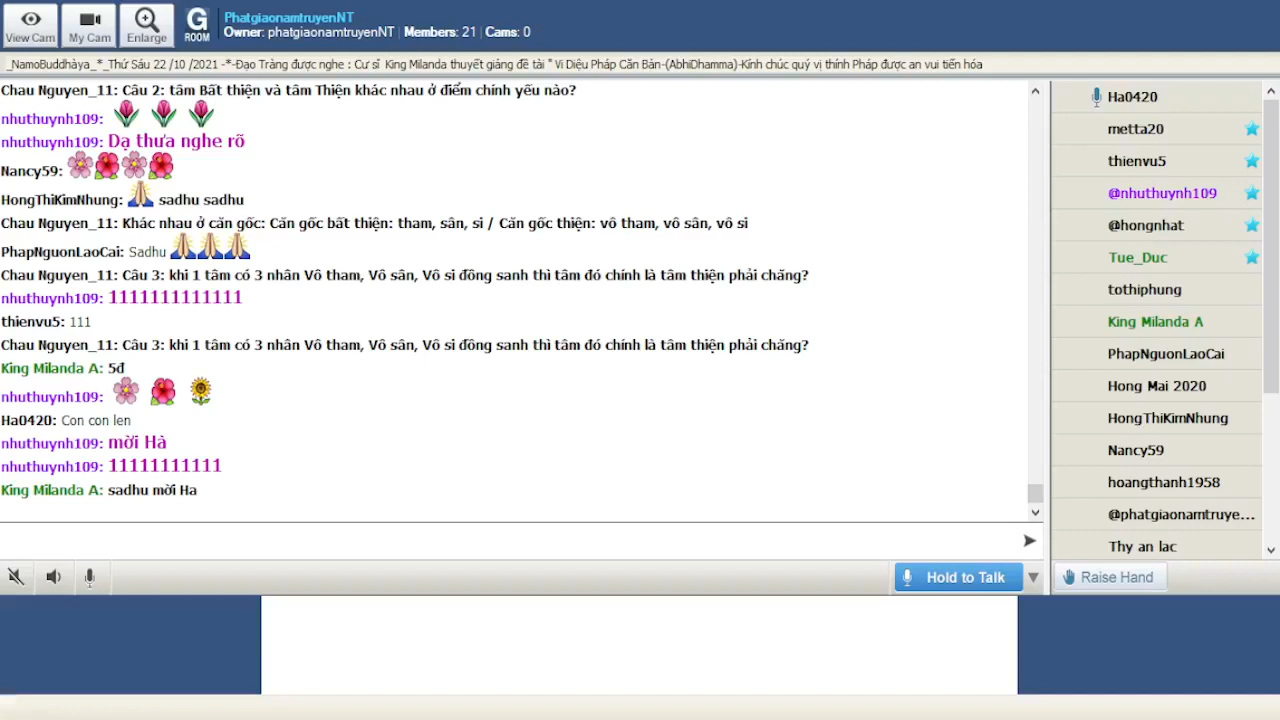 View Cam
My Cam
Enlarge
G
ROOM
PhatgiaonamtruyenNT
Owner: phatgiaonamtruyenNT | Members: 21 | Cams: 0
_NamoBuddhàya_*_Thứ Sáu 22 /10 /2021 -*-Đạo Tràng được nghe : Cư sĩ King Milanda thuyết giảng đề tài " Vi Diệu Pháp Căn Bản-(AbhiDhamma)-Kính chúc quý vị thính Pháp được an vui tiến hóa
Chau Nguyen_11: Câu 2: tâm Bất thiện và tâm Thiện khác nhau ở điểm chính yếu nào?
nhuthuynh109:
nhuthuynh109: Dạ thưa nghe rõ
Nancy59:
HongThiKimNhung: sadhu sadhu
Chau Nguyen_11: Khác nhau ở căn gốc: Căn gốc bất thiện: tham, sân, si / Căn gốc thiện: vô tham, vô sân, vô si
PhapNguonLaoCai: Sadhu
Chau Nguyen_11: Câu 3: khi 1 tâm có 3 nhân Vô tham, Vô sân, Vô si đồng sanh thì tâm đó chính là tâm thiện phải chăng?
nhuthuynh109: 1111111111111
thienvu5: 111
Chau Nguyen_11: Câu 3: khi 1 tâm có 3 nhân Vô tham, Vô sân, Vô si đồng sanh thì tâm đó chính là tâm thiện phải chăng?
King Milanda A: 5đ
nhuthuynh109:
Ha0420: Con con len
nhuthuynh109: mời Hà
nhuthuynh109: 11111111111
King Milanda A: sadhu mời Ha
Hold to Talk
Ha0420
metta20
thienvu5
@nhuthuynh109
@hongnhat
Tue_Duc
tothiphung
King Milanda A
PhapNguonLaoCai
Hong Mai 2020
HongThiKimNhung
Nancy59
hoangthanh1958
@phatgiaonamtruye...
Thy an lac
Raise Hand